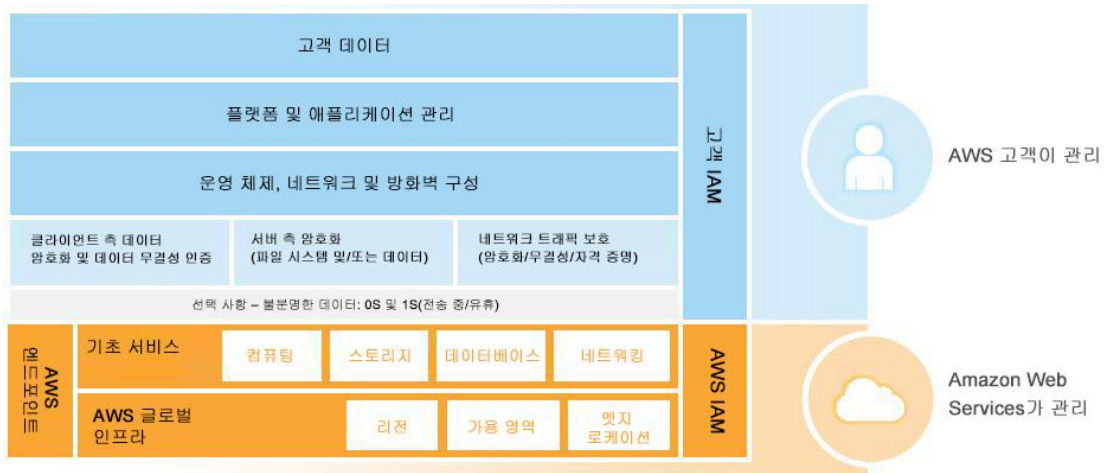 고객 데이터
플랫폼 및 애플리케이션 관리
운영 체제, 네트워크 및 방화벽 구성
클라이언트 측 데이터
암호화 및 데이터 무결성 인증
서버 측 암호화
(파일 시스템 및/또는 데이터)
네트워크 트래픽 보호
(암호화/무결성/자격 증명)
선택 사항 – 불분명한 데이터: 0S 및 1S(전송 중/유휴)
고객 IAM
AWS 고객이 관리
AWS
엔드포인트
기초 서비스
컴퓨팅
스토리지
데이터베이스
네트워킹
AWS 글로벌
인프라
리전
가용 영역
엣지
로케이션
AWS IAM
Amazon Web
Services가 관리